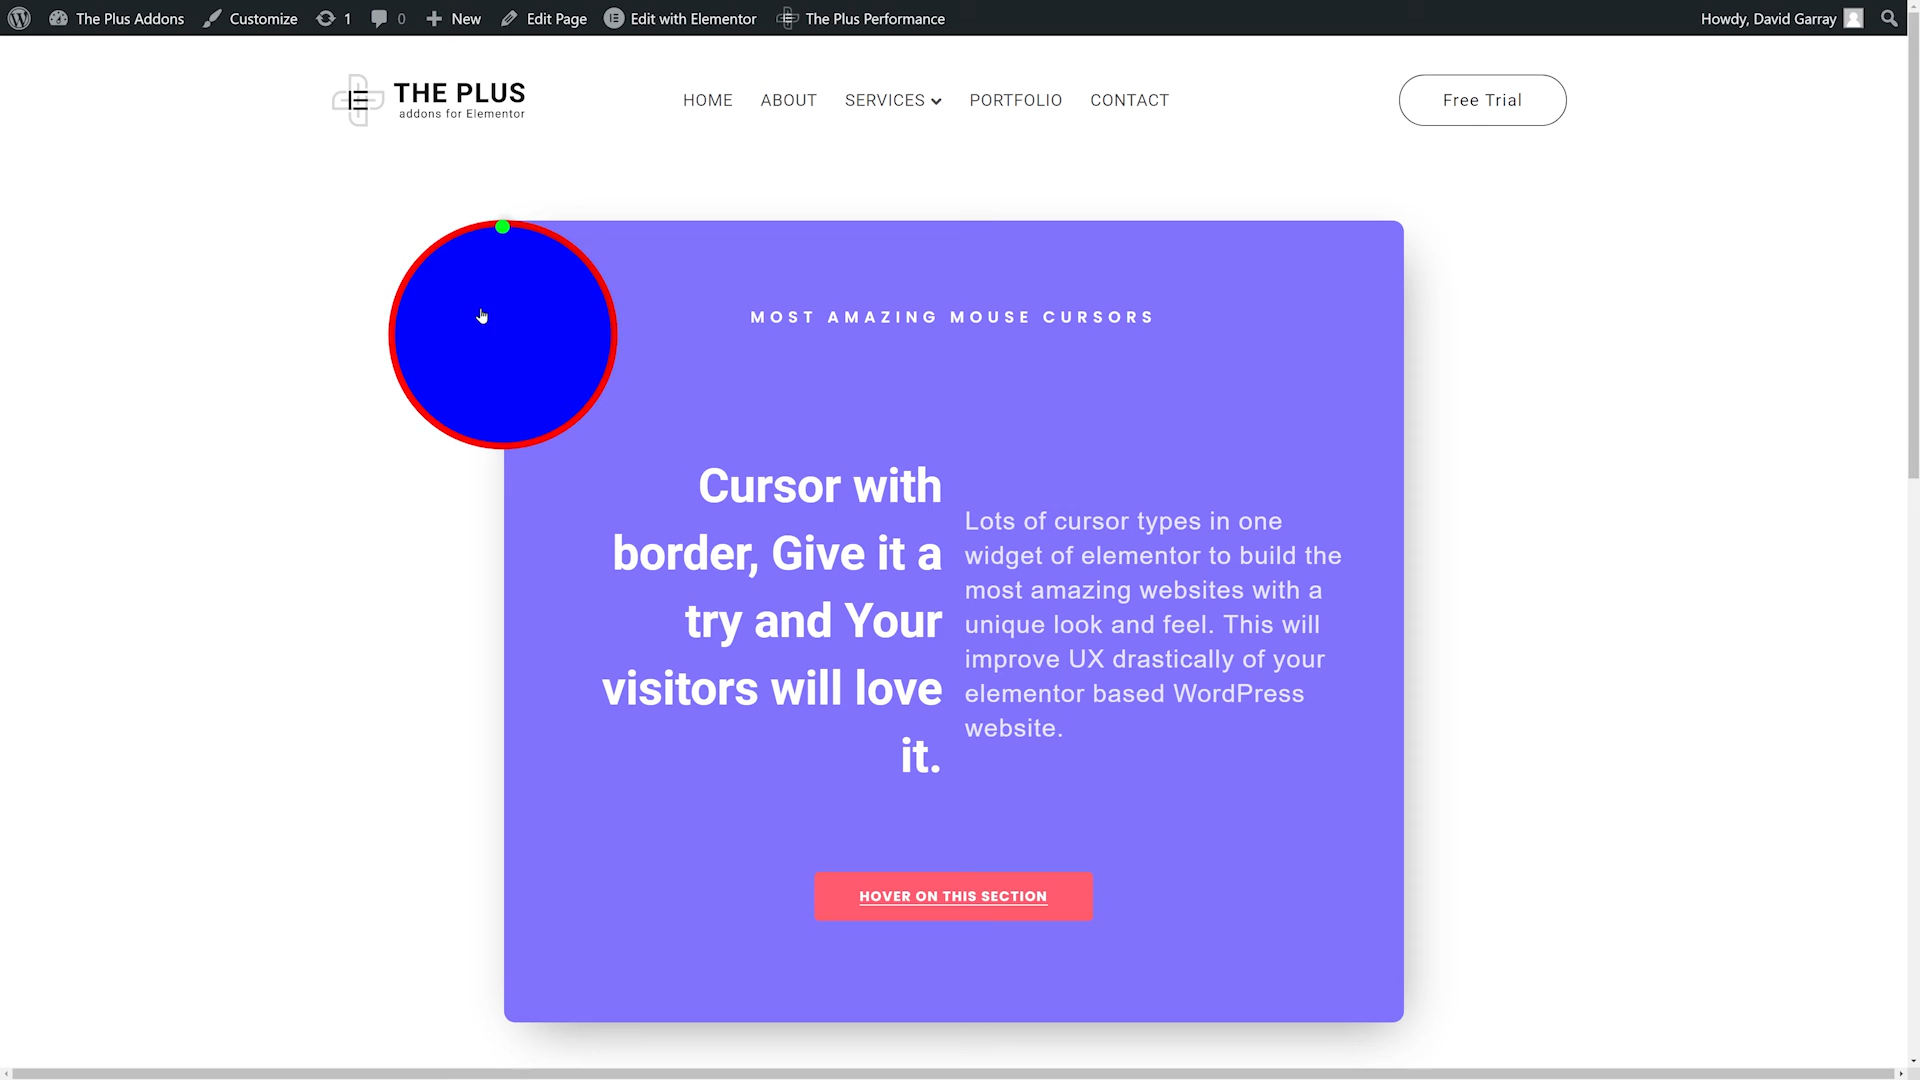 The Plus Addons Customize 1 0 New Edit Page Edit with Elementor The Plus Performance Howdy, David Garray
THE PLUS
addons for Elementor
HOME ABOUT SERVICES PORTFOLIO CONTACT
Free Trial
MOST AMAZING MOUSE CURSORS
Cursor with
border, Give it a
try and Your
visitors will love
it.
Lots of cursor types in one
widget of elementor to build the
most amazing websites with a
unique look and feel. This will
improve UX drastically of your
elementor based WordPress
website.
HOVER ON THIS SECTION